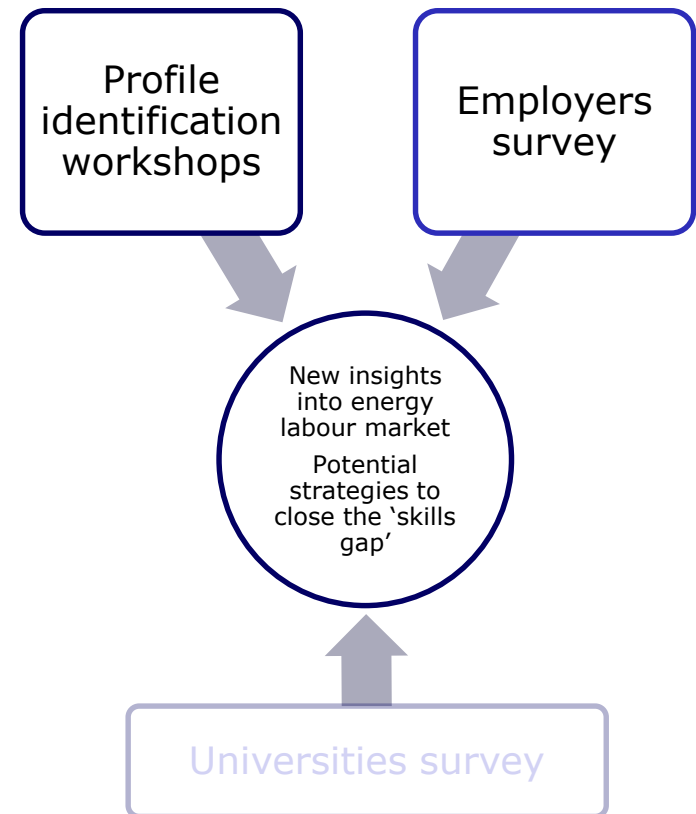 Profile
identification
workshops
Employers
survey
New insights
into energy
labour market
Potential
strategies to
close the ‘skills
gap’
Universities survey